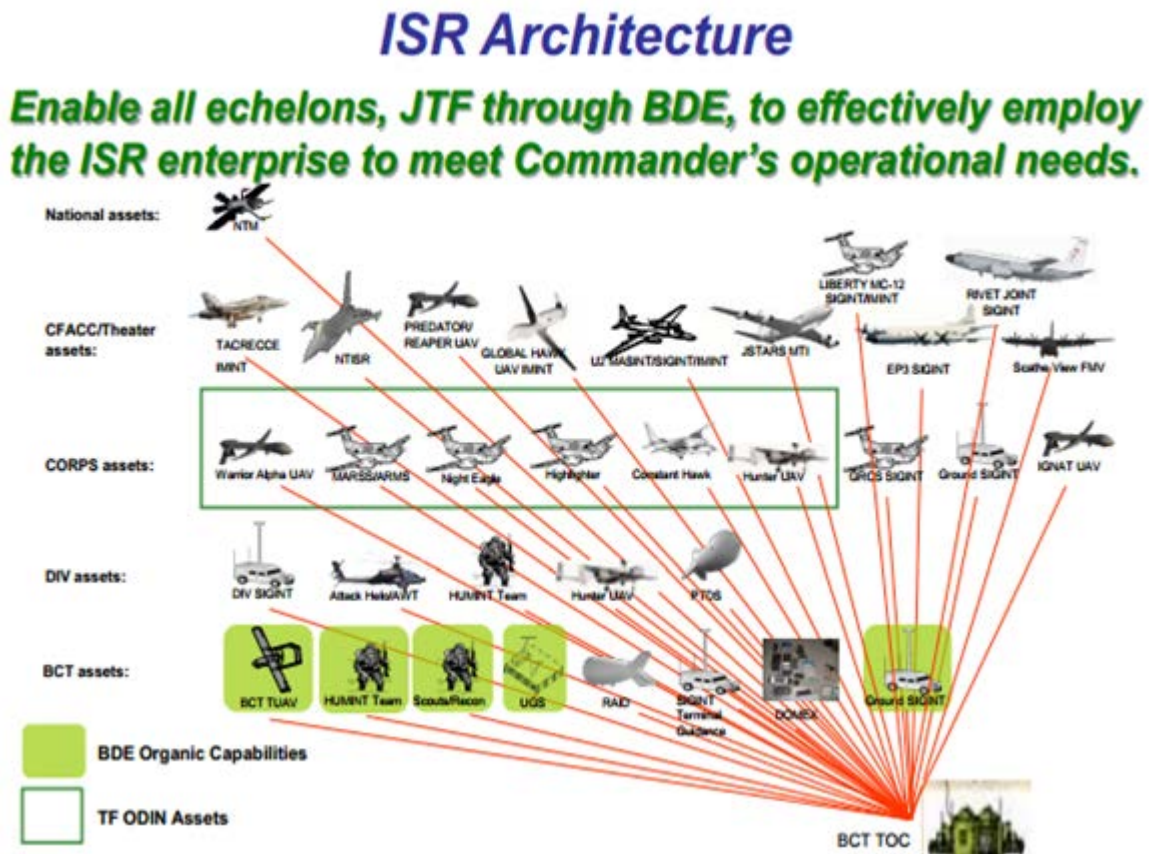 ISR Architecture
Enable all echelons, JTF through BDE, to effectively employ
the ISR enterprise to meet Commander's operational needs.
National assets:
NTM
LIBERTY MC-12
SIGINT/IMINT
RIVET JOINT
SIGINT
CFACC/Theater
assets:
TACRECCE
IMINT
NTISR
PREDATOR/
REAPER UAV
GLOBAL HAWK
UAV IMINT
U2 MASINT/SIGINT/IMINT
JSTARS MTI
EP3 SIGINT
Scathe View FMV
CORPS assets:
Warrior Alpha UAV
MARSS/ARMS
Night Eagle
Highlighter
Constant Hawk
Hunter UAV
GRCS SIGINT
Ground SIGINT
IGNAT UAV
DIV assets:
DIV SIGINT
Attack Helo/AWT
HUMINT Team
Hunter UAV
PTDS
BCT assets:
BCT TUAV
HUMINT Team
Scouts/Recon
UGS
RAID
SIGINT
Terminal
Guidance
DOMEX
Ground SIGINT
BDE Organic Capabilities
TF ODIN Assets
BCT TOC